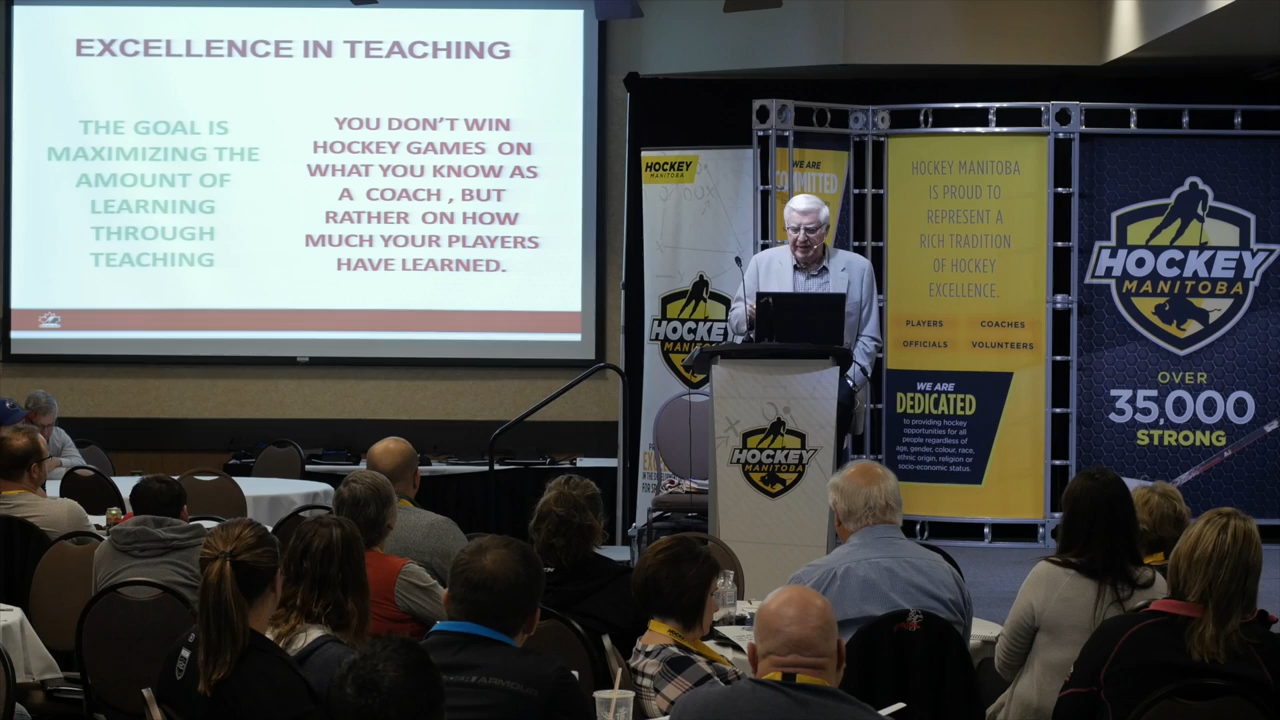 EXCELLENCE IN TEACHING
THE GOAL IS
MAXIMIZING THE
AMOUNT OF
LEARNING
THROUGH
TEACHING
YOU DON'T WIN
HOCKEY GAMES ON
WHAT YOU KNOW AS
A COACH , BUT
RATHER ON HOW
MUCH YOUR PLAYERS
HAVE LEARNED.
HOCKEY
MANITOBA
WE ARE
COMMITTED
HOCKEY MANITOBA
IS PROUD TO
REPRESENT A
RICH TRADITION
OF HOCKEY
EXCELLENCE.
PLAYERS COACHES
OFFICIALS VOLUNTEERS
WE ARE
DEDICATED
to providing hockey
opportunities for all
people regardless of
age, gender, colour, race,
ethnic origin, religion or
socio-economic status.
HOCKEY
MANITOBA
OVER
35,000
STRONG
HOCKEY
MANITOBA
HOCKEY
MANITOBA